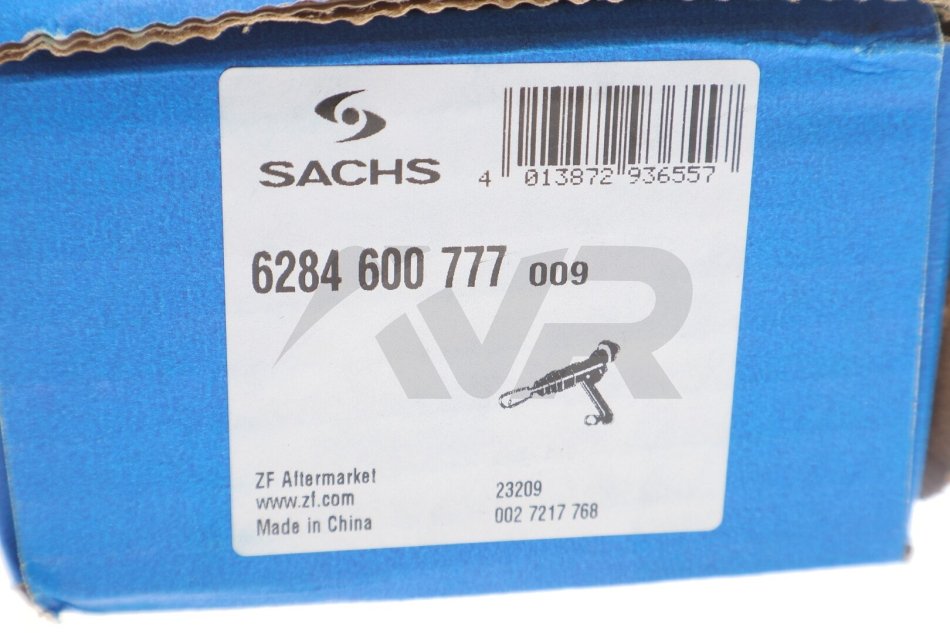 SACHS
4 013872 936557
6284 600 777 009
VR
ZF Aftermarket
www.zf.com
Made in China
23209
002 7217 768